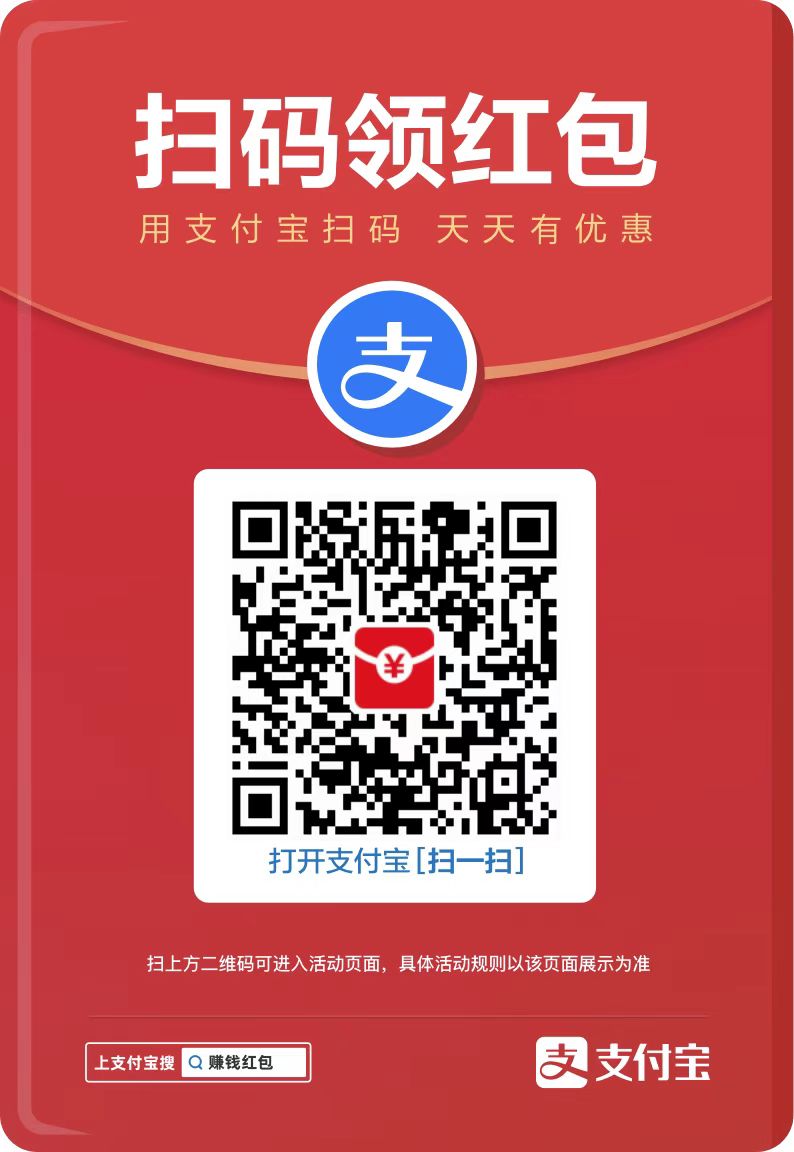 扫码领红包
用支付宝扫码 天天有优惠
支
¥
打开支付宝[扫一扫]
扫上方二维码可进入活动页面，具体活动规则以该页面展示为准
上支付宝搜 赚钱红包
支 支付宝